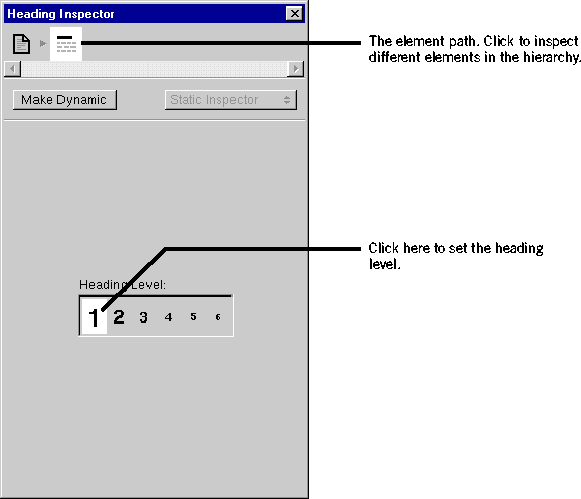 Heading Inspector
The element path. Click to inspect
different elements in the hierarchy.
Make Dynamic
Static Inspector
Click here to set the heading
level.
Heading Level:
1 2 3 4 5 6